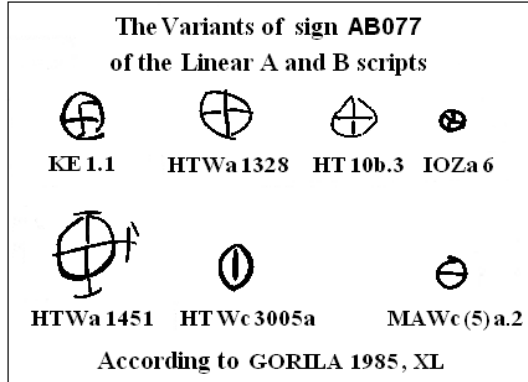 The Variants of sign AB077
of the Linear A and B scripts
KE 1.1 HTWa 1328 HT 10b.3 IOZa 6
HTWa 1451 HT Wc 3005a MAWc (5) a.2
According to GORILA 1985, XL